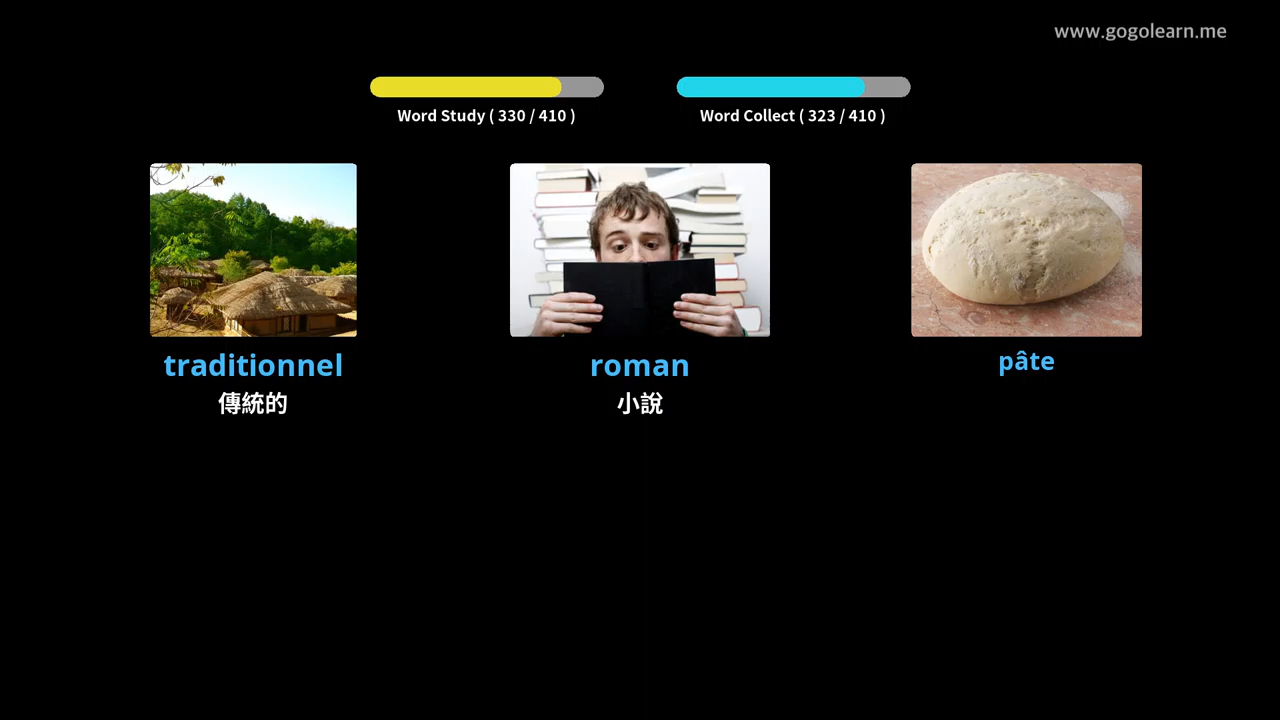 www.gogolearn.me
Word Study ( 330 / 410 )
Word Collect ( 323 / 410 )
traditionnel
傳統的
roman
小說
pâte